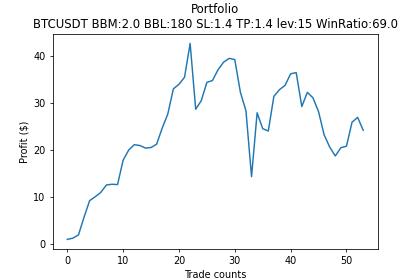 Portfolio
BTCUSDT BBM:2.0 BBL:180 SL:1.4 TP:1.4 lev:15 WinRatio:69.0
Profit ($)
40
30
20
10
0
0 10 20 30 40 50
Trade counts